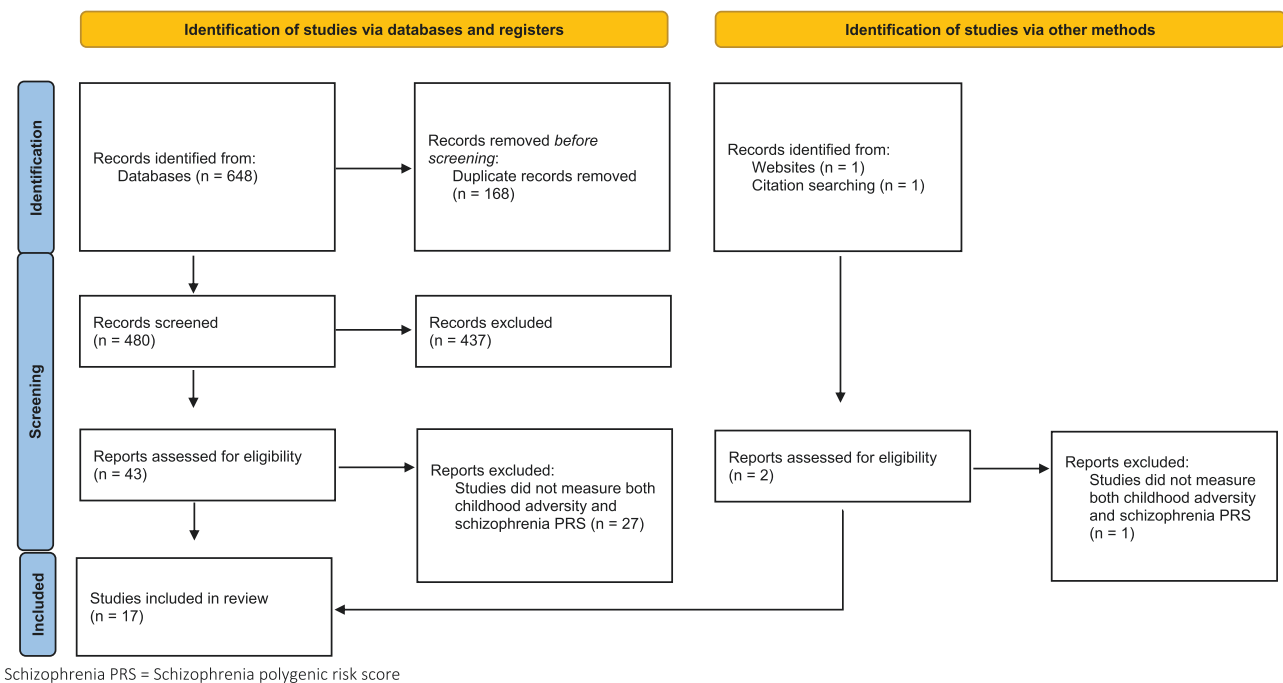 Identification of studies via databases and registers
Identification of studies via other methods
Identification
Records identified from:
Databases (n = 648)
Records removed before
screening:
Duplicate records removed
(n = 168)
Records identified from:
Websites (n = 1)
Citation searching (n = 1)
Screening
Records screened
(n = 480)
Records excluded
(n = 437)
Reports assessed for eligibility
(n = 43)
Reports excluded:
Studies did not measure both
childhood adversity and
schizophrenia PRS (n = 27)
Reports assessed for eligibility
(n = 2)
Reports excluded:
Studies did not measure
both childhood adversity
and schizophrenia PRS
(n = 1)
Included
Studies included in review
(n = 17)
Schizophrenia PRS = Schizophrenia polygenic risk score